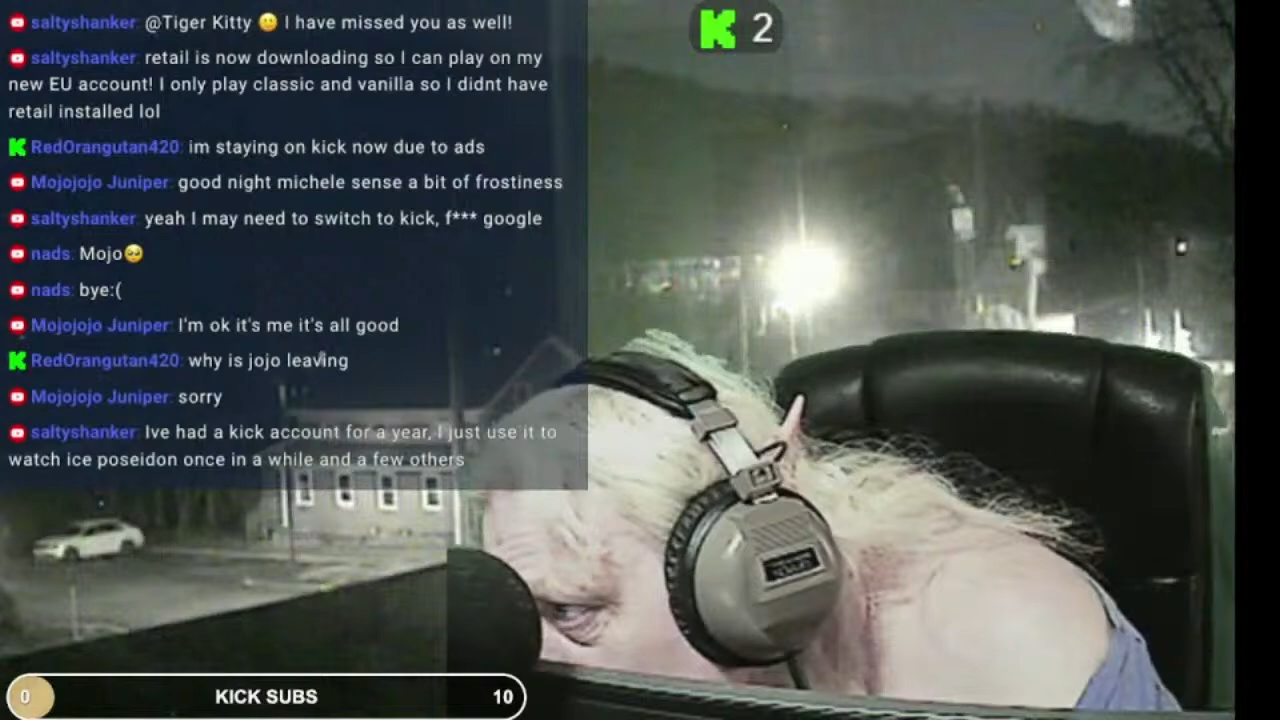 saltyshanker: @Tiger Kitty 🙂 I have missed you as well!
saltyshanker: retail is now downloading so I can play on my
new EU account! I only play classic and vanilla so I didnt have
retail installed lol
RedOrangutan420: im staying on kick now due to ads
Mojojojo Juniper: good night michele sense a bit of frostiness
saltyshanker: yeah I may need to switch to kick, f*** google
nads: Mojo🥺
nads: bye:(
Mojojojo Juniper: I'm ok it's me it's all good
RedOrangutan420: why is jojo leaving
Mojojojo Juniper: sorry
saltyshanker: Ive had a kick account for a year, I just use it to
watch ice poseidon once in a while and a few others
K 2
0 KICK SUBS 10